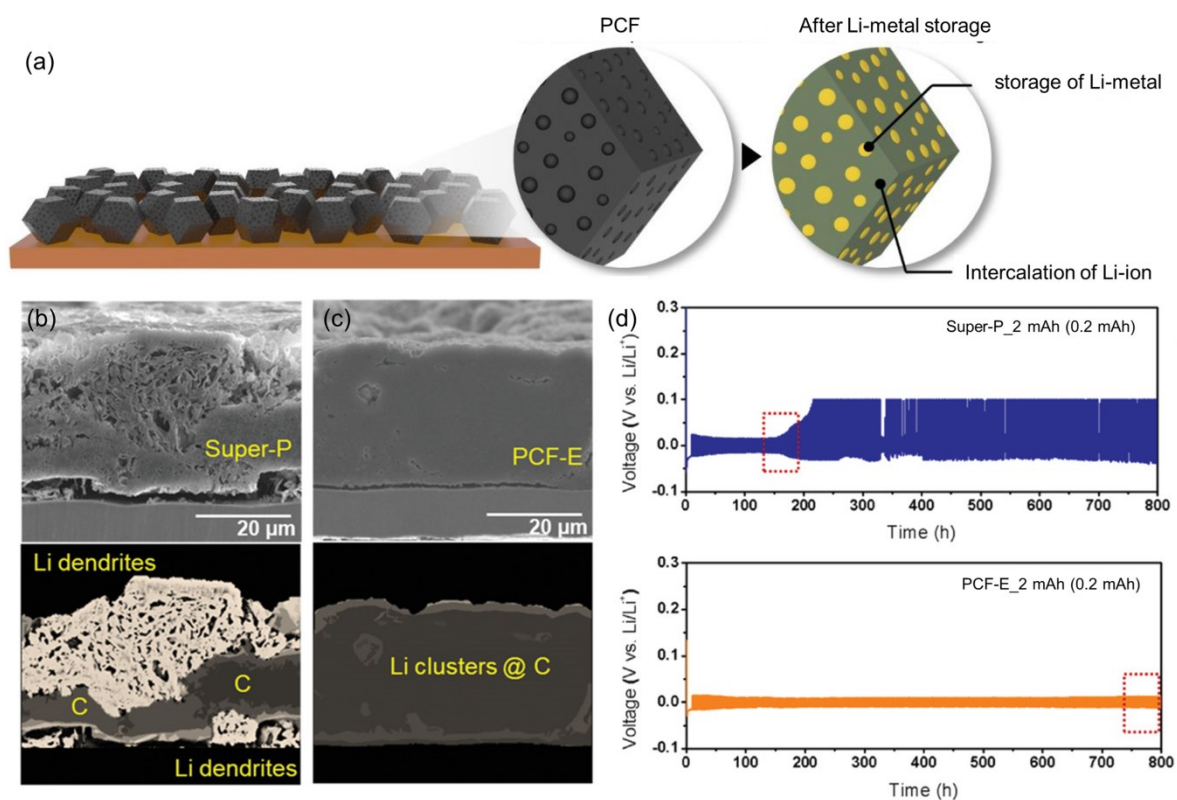 (a)
PCF
After Li-metal storage
storage of Li-metal
Intercalation of Li-ion
(b)
Super-P
20 μm
Li dendrites
C
C
Li dendrites
(c)
PCF-E
20 μm
Li clusters @ C
(d)
Super-P_2 mAh (0.2 mAh)
Voltage (V vs. Li/Li⁺)
0.3
0.2
0.1
0.0
-0.1
0 100 200 300 400 500 600 700 800
Time (h)
PCF-E_2 mAh (0.2 mAh)
Voltage (V vs. Li/Li⁺)
0.3
0.2
0.1
0.0
-0.1
0 100 200 300 400 500 600 700 800
Time (h)